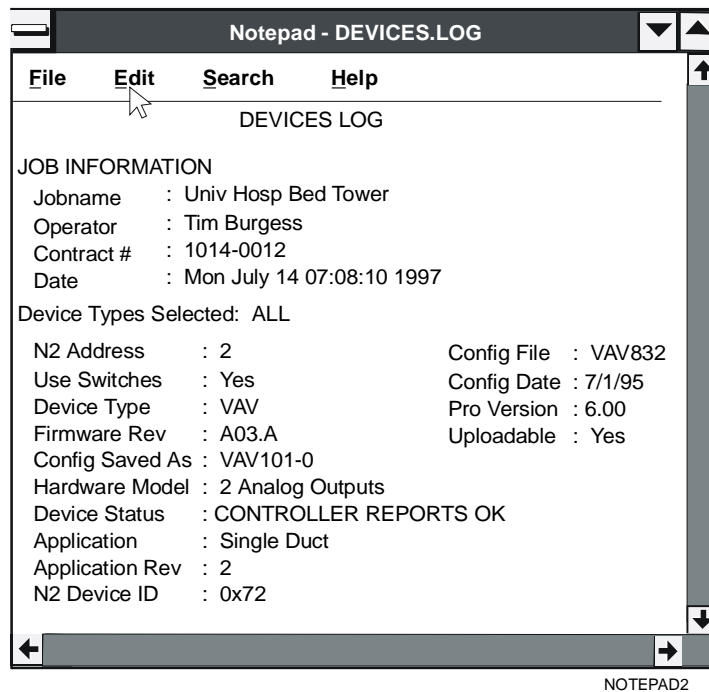 Notepad - DEVICES.LOG
File Edit Search Help
DEVICES LOG
JOB INFORMATION
Jobname : Univ Hosp Bed Tower
Operator : Tim Burgess
Contract # : 1014-0012
Date : Mon July 14 07:08:10 1997
Device Types Selected: ALL
N2 Address : 2 Config File : VAV832
Use Switches : Yes Config Date : 7/1/95
Device Type : VAV Pro Version : 6.00
Firmware Rev : A03.A Uploadable : Yes
Config Saved As : VAV101-0
Hardware Model : 2 Analog Outputs
Device Status : CONTROLLER REPORTS OK
Application : Single Duct
Application Rev : 2
N2 Device ID : 0x72
NOTEPAD2